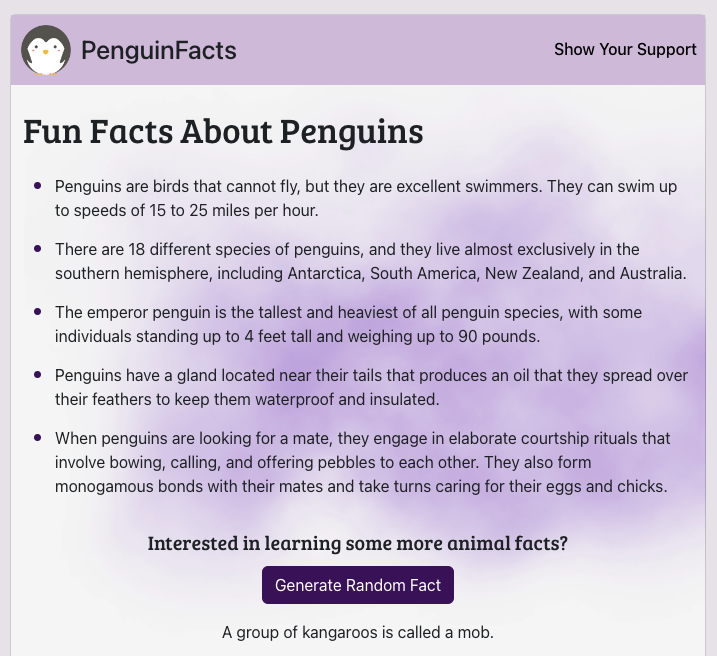 PenguinFacts
Show Your Support
Fun Facts About Penguins
Penguins are birds that cannot fly, but they are excellent swimmers. They can swim up
to speeds of 15 to 25 miles per hour.
There are 18 different species of penguins, and they live almost exclusively in the
southern hemisphere, including Antarctica, South America, New Zealand, and Australia.
The emperor penguin is the tallest and heaviest of all penguin species, with some
individuals standing up to 4 feet tall and weighing up to 90 pounds.
Penguins have a gland located near their tails that produces an oil that they spread over
their feathers to keep them waterproof and insulated.
When penguins are looking for a mate, they engage in elaborate courtship rituals that
involve bowing, calling, and offering pebbles to each other. They also form
monogamous bonds with their mates and take turns caring for their eggs and chicks.
Interested in learning some more animal facts?
Generate Random Fact
A group of kangaroos is called a mob.